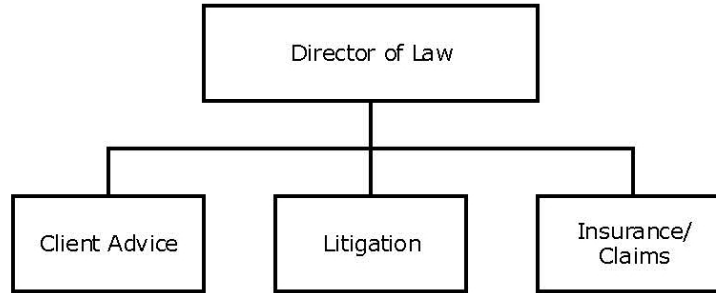 Director of Law
Client Advice
Litigation
Insurance/
Claims